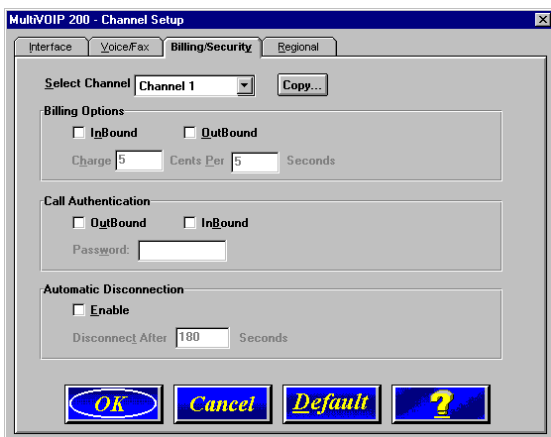 MultiVOIP 200 - Channel Setup
Interface Voice/Fax Billing/Security Regional
Select Channel Channel 1 Copy...
Billing Options
InBound OutBound
Charge 5 Cents Per 5 Seconds
Call Authentication
OutBound InBound
Password:
Automatic Disconnection
Enable
Disconnect After 180 Seconds
OK Cancel Default ?